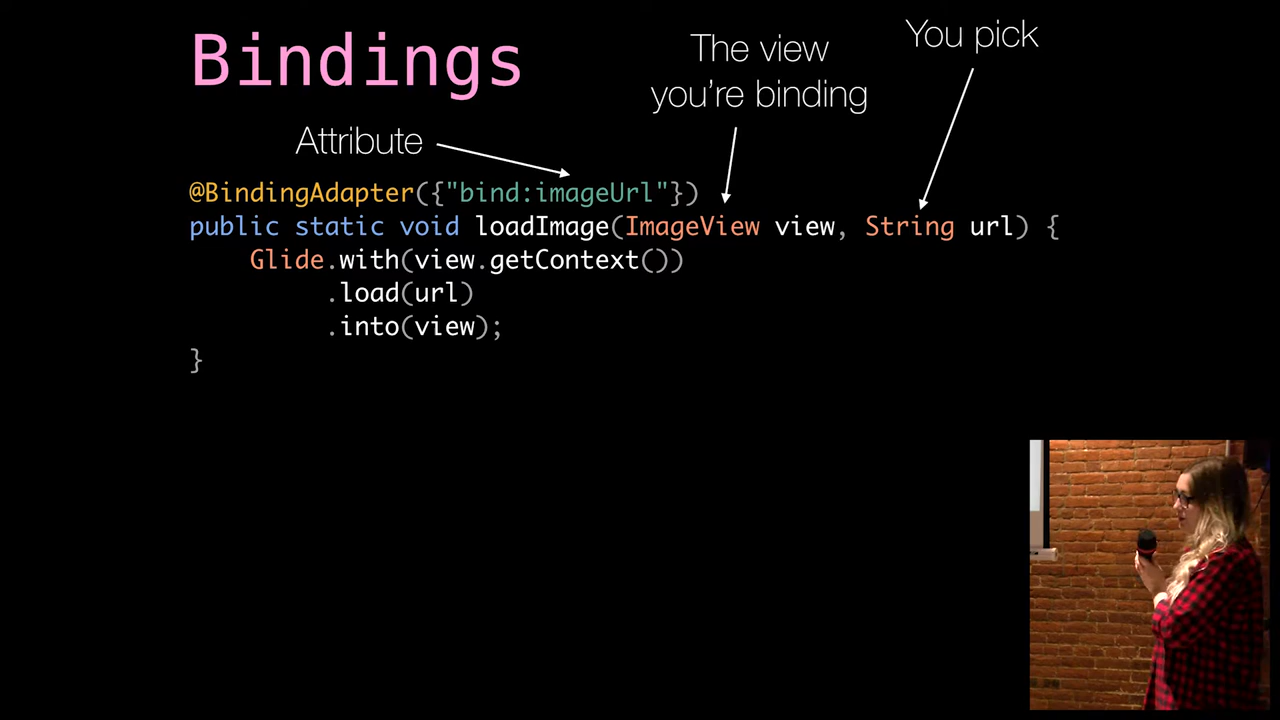 Bindings
The view
you're binding
You pick
Attribute
@BindingAdapter({"bind:imageUrl"})
public static void loadImage(ImageView view, String url) {
    Glide.with(view.getContext())
         .load(url)
         .into(view);
}